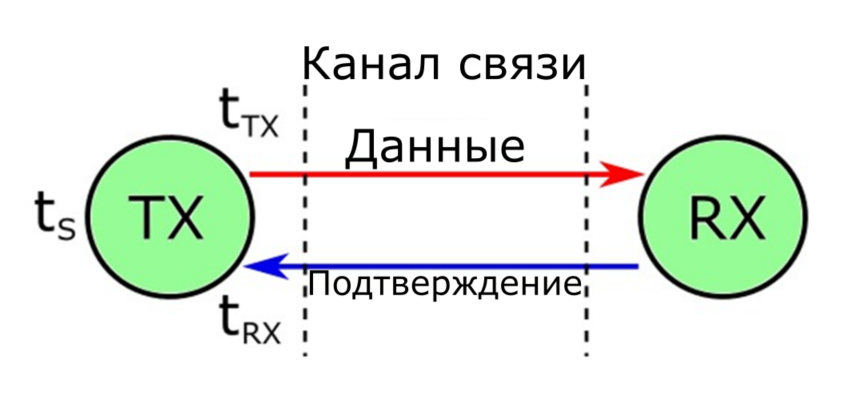 Канал связи
tTX
Данные
tS
TX
RX
Подтверждение
tRX